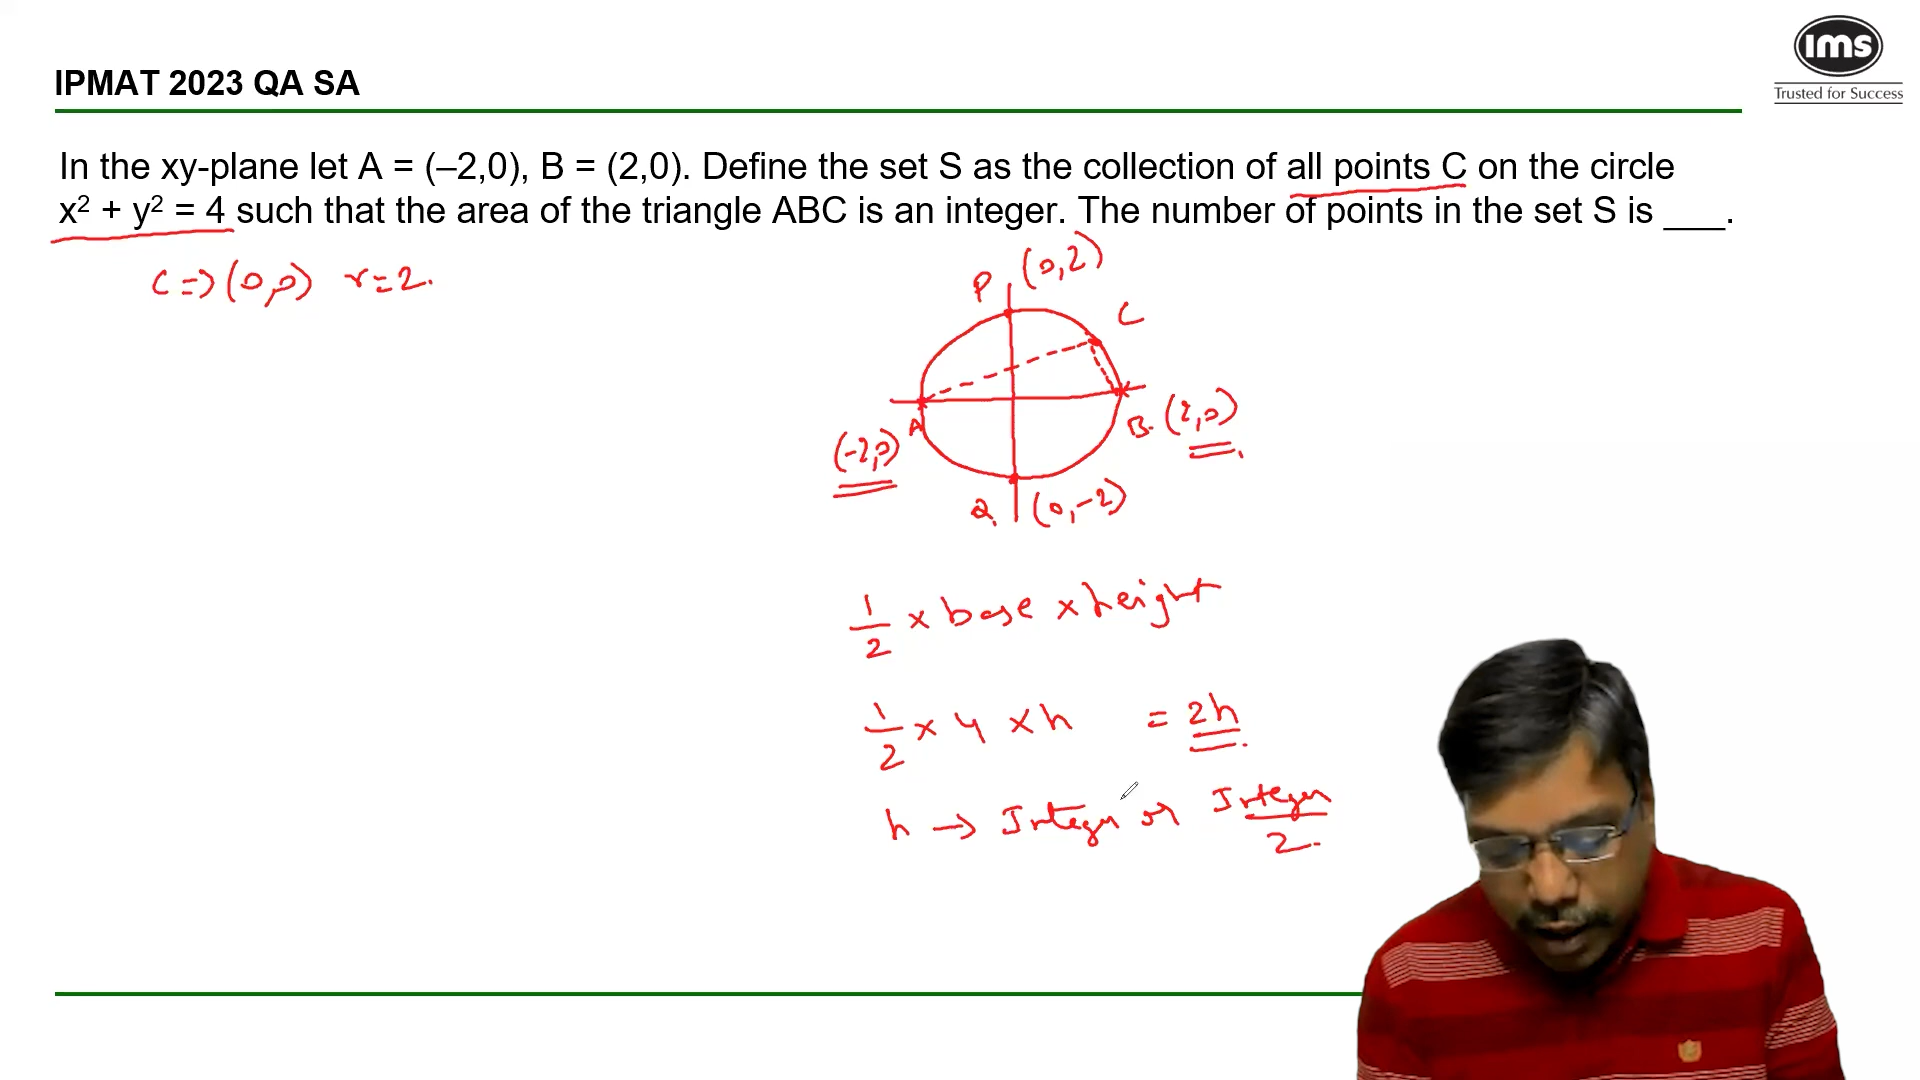 ims
Trusted for Success
IPMAT 2023 QA SA
In the xy-plane let A = (–2,0), B = (2,0). Define the set S as the collection of all points C on the circle
x² + y² = 4 such that the area of the triangle ABC is an integer. The number of points in the set S is ___.
C => (0,0) r = 2.
P (0,2)
C
A
B. (2,0)
(-2,0)
Q. (0,-2)
1/2 × base × height
1/2 × 4 × h = 2h
h → Integer or Integer/2.